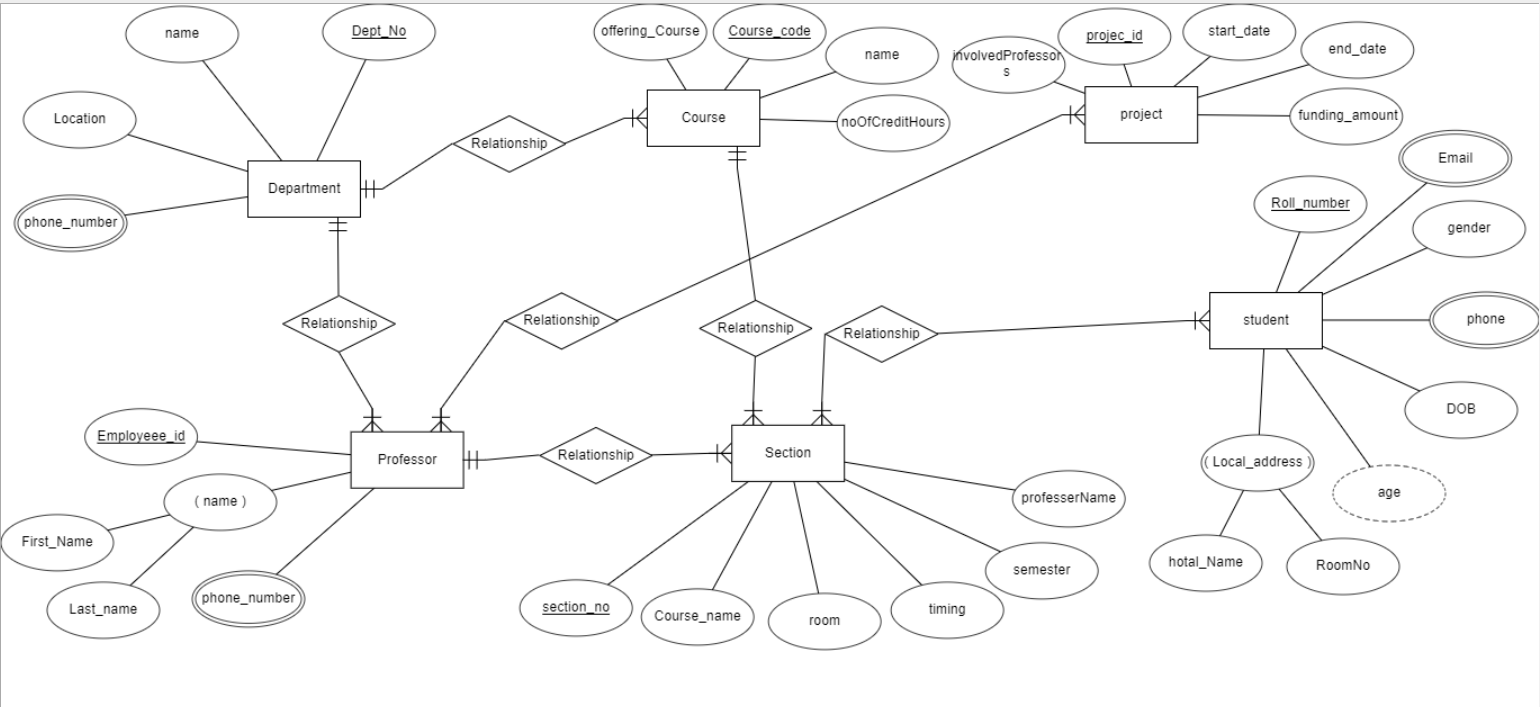 name
Dept_No
offering_Course
Course_code
name
involvedProfessor
s
projec_id
start_date
end_date
Location
Relationship
Course
noOfCreditHours
project
funding_amount
Email
Department
phone_number
Roll_number
gender
Relationship
Relationship
Relationship
Relationship
student
phone
DOB
Employeee_id
Professor
Relationship
Section
( Local_address )
age
( name )
professerName
First_Name
Last_name
phone_number
section_no
Course_name
room
timing
semester
hotal_Name
RoomNo